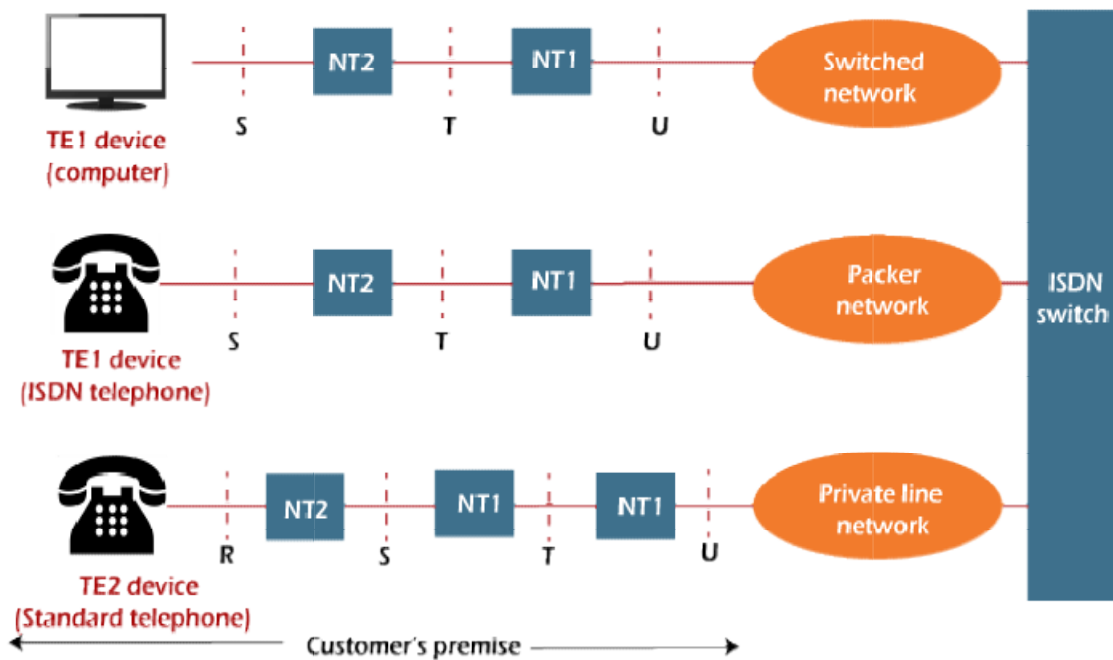 NT2
NT1
Switched
network
S
T
U
TE1 device
(computer)
NT2
NT1
Packer
network
ISDN
switch
S
T
U
TE1 device
(ISDN telephone)
NT2
NT1
NT1
Private line
network
R
S
T
U
TE2 device
(Standard telephone)
Customer's premise